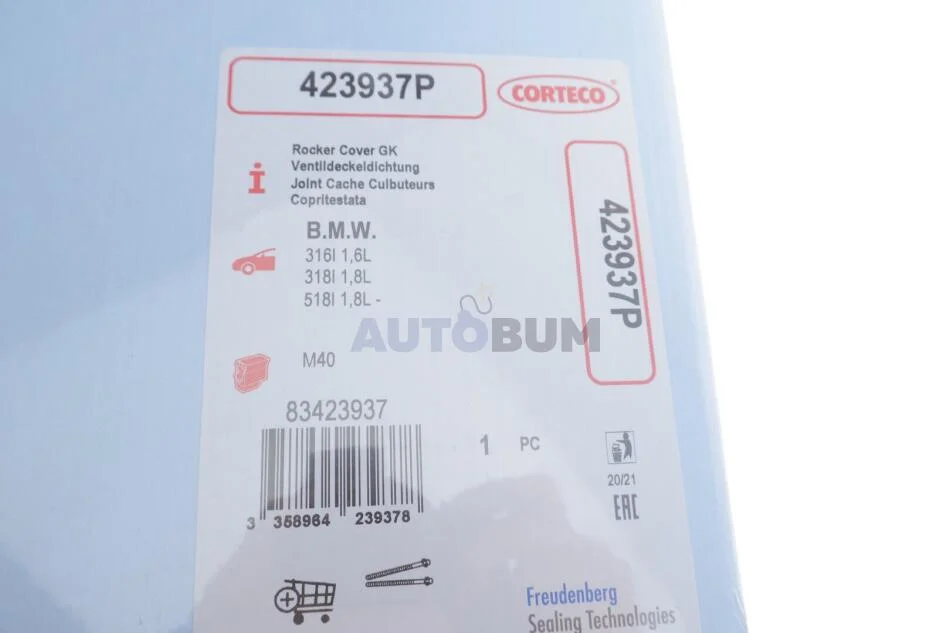 423937P
CORTECO
Rocker Cover GK
Ventildeckeldichtung
Joint Cache Culbuteurs
Copritestata
423937P
B.M.W.
316I 1,6L
318I 1,8L
518I 1,8L -
AUTOBUM
M40
83423937
1 PC
20/21
EAC
3 358964 239378
Freudenberg
Sealing Technologies